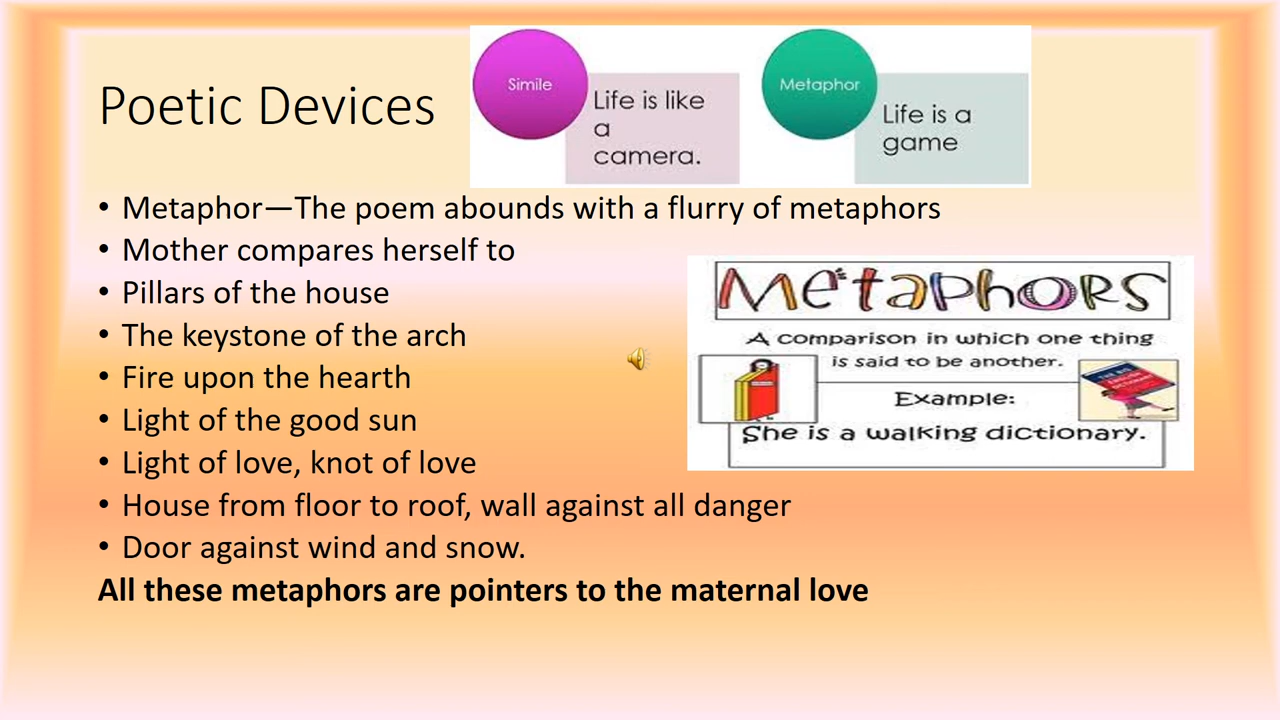 Poetic Devices
Simile
Life is like
a
camera.
Metaphor
Life is a
game
• Metaphor—The poem abounds with a flurry of metaphors
• Mother compares herself to
• Pillars of the house
• The keystone of the arch
• Fire upon the hearth
• Light of the good sun
• Light of love, knot of love
• House from floor to roof, wall against all danger
• Door against wind and snow.
All these metaphors are pointers to the maternal love
Metaphors
A comparison in which one thing
is said to be another.
Example:
She is a walking dictionary.